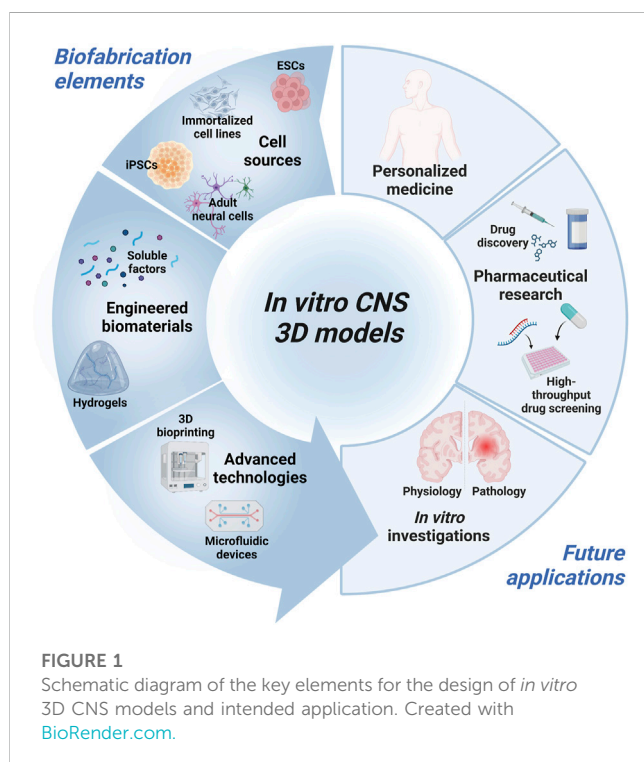 Biofabrication
elements
ESCs
Immortalized
cell lines
Cell
sources
iPSCs
Adult
neural cells
Soluble
factors
Engineered
biomaterials
Hydrogels
3D
bioprinting
Advanced
technologies
Microfluidic
devices
In vitro CNS
3D models
Personalized
medicine
Drug
discovery
Pharmaceutical
research
High-
throughput
drug screening
Physiology
Pathology
In vitro
investigations
Future
applications
FIGURE 1
Schematic diagram of the key elements for the design of in vitro
3D CNS models and intended application. Created with
BioRender.com.